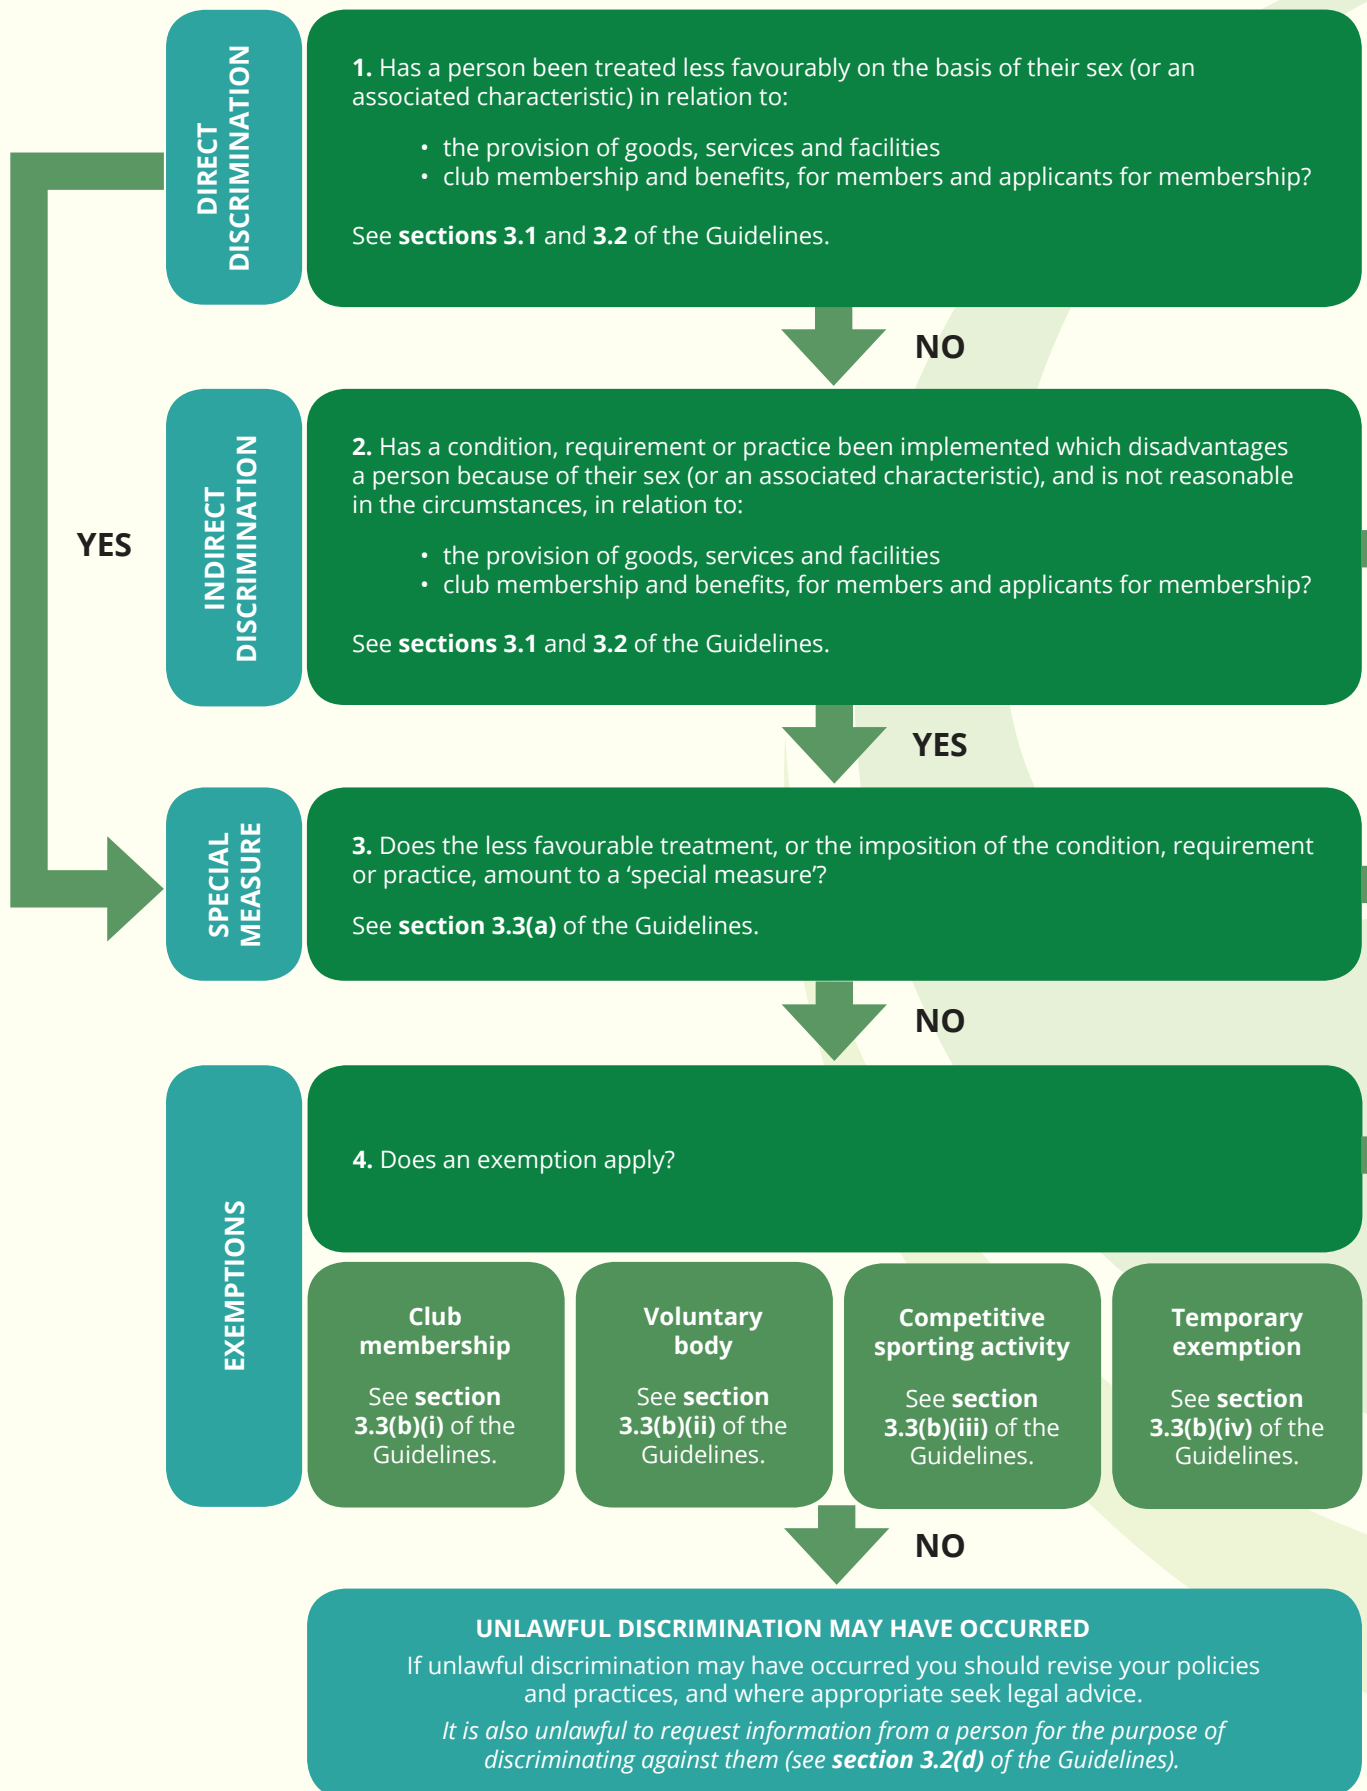 DIRECT
DISCRIMINATION
1. Has a person been treated less favourably on the basis of their sex (or an
associated characteristic) in relation to:
• the provision of goods, services and facilities
• club membership and benefits, for members and applicants for membership?
See sections 3.1 and 3.2 of the Guidelines.
NO
YES
INDIRECT
DISCRIMINATION
2. Has a condition, requirement or practice been implemented which disadvantages
a person because of their sex (or an associated characteristic), and is not reasonable
in the circumstances, in relation to:
• the provision of goods, services and facilities
• club membership and benefits, for members and applicants for membership?
See sections 3.1 and 3.2 of the Guidelines.
YES
SPECIAL
MEASURE
3. Does the less favourable treatment, or the imposition of the condition, requirement
or practice, amount to a ‘special measure’?
See section 3.3(a) of the Guidelines.
NO
EXEMPTIONS
4. Does an exemption apply?
Club
membership
See section
3.3(b)(i) of the
Guidelines.
Voluntary
body
See section
3.3(b)(ii) of the
Guidelines.
Competitive
sporting activity
See section
3.3(b)(iii) of the
Guidelines.
Temporary
exemption
See section
3.3(b)(iv) of the
Guidelines.
NO
UNLAWFUL DISCRIMINATION MAY HAVE OCCURRED
If unlawful discrimination may have occurred you should revise your policies
and practices, and where appropriate seek legal advice.
It is also unlawful to request information from a person for the purpose of
discriminating against them (see section 3.2(d) of the Guidelines).